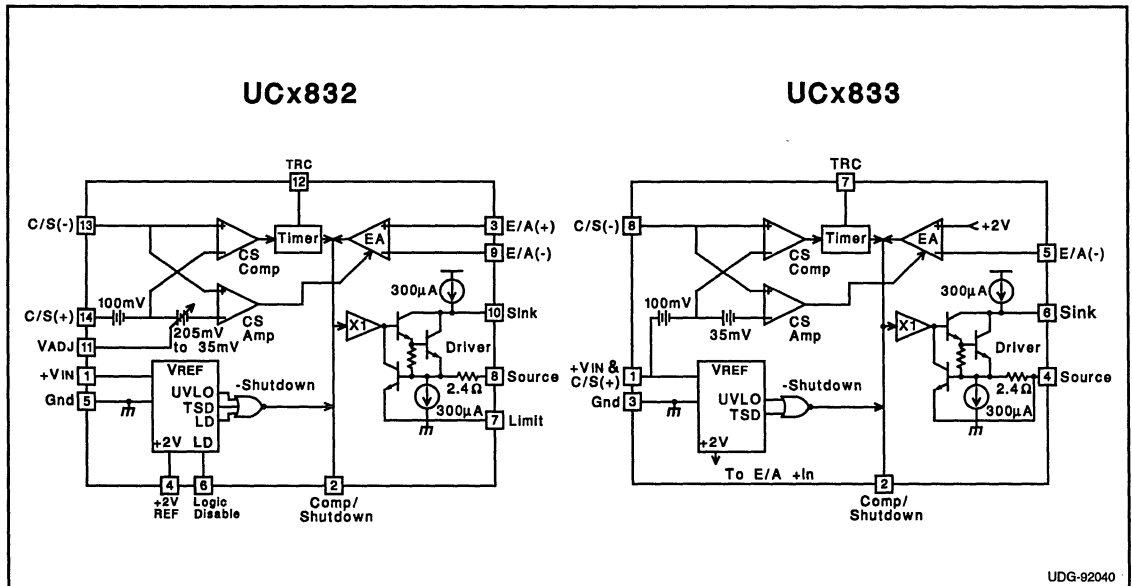 UCx832
TRC
12
C/S(-) 13
CS Comp
Timer
EA
3 E/A(+)
9 E/A(-)
100mV
C/S(+) 14
205mV to 35mV
CS Amp
VADJ 11
300µA
10 Sink
X1
Driver
+VIN 1
VREF
UVLO
TSD
LD
-Shutdown
2.4Ω
8 Source
Gnd 5
300µA
7 Limit
+2V LD
4
+2V REF
6
Logic Disable
2
Comp/ Shutdown
UCx833
TRC
7
C/S(-) 8
CS Comp
Timer
EA
+2V
5 E/A(-)
100mV
35mV
CS Amp
300µA
6 Sink
X1
Driver
+VIN & C/S(+) 1
VREF
UVLO
TSD
-Shutdown
2.4Ω
4 Source
Gnd 3
300µA
+2V
To E/A +In
2
Comp/ Shutdown
UDG-92040